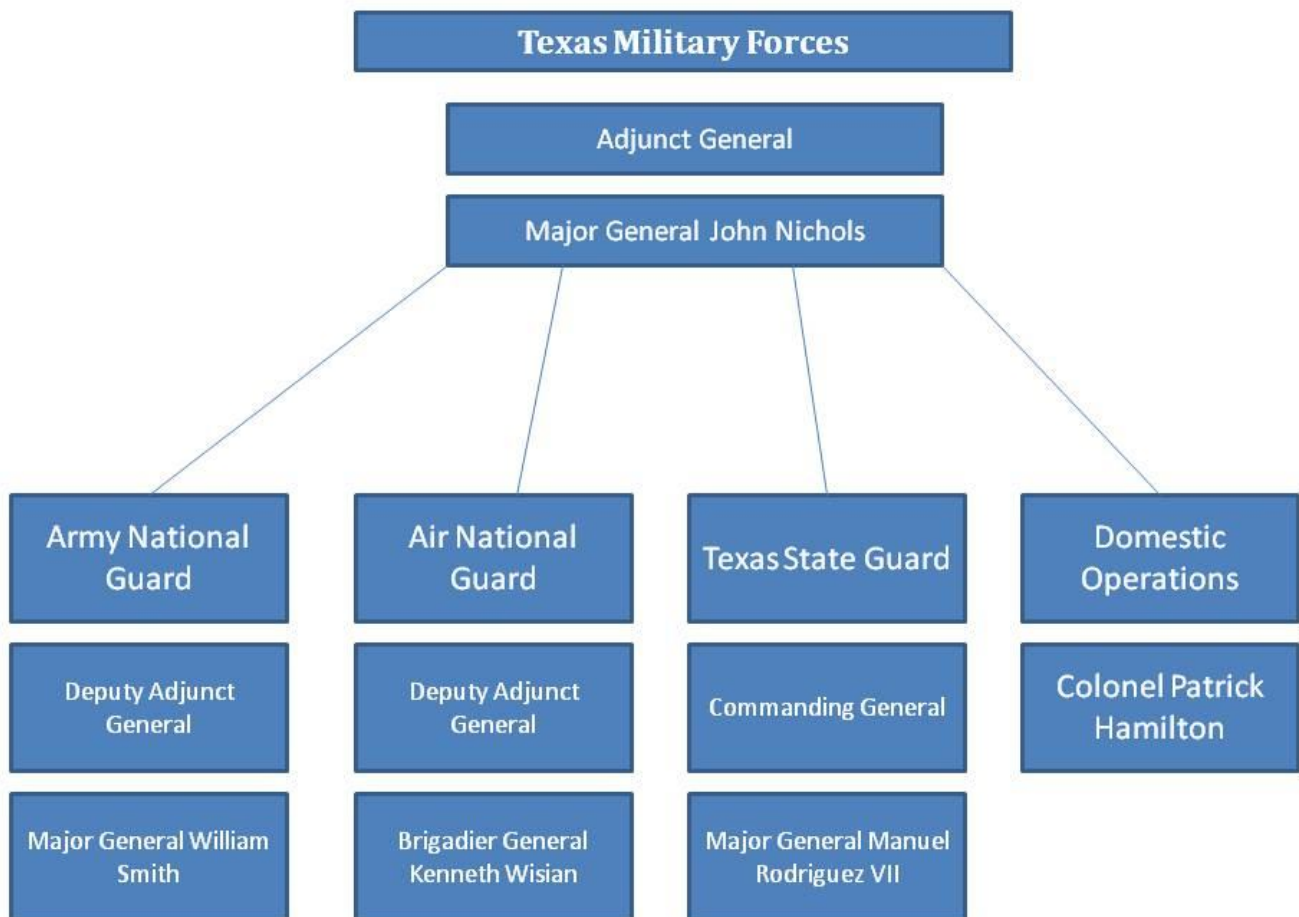 Texas Military Forces
Adjunct General
Major General John Nichols
Army National
Guard
Deputy Adjunct
General
Major General William
Smith
Air National
Guard
Deputy Adjunct
General
Brigadier General
Kenneth Wisian
Texas State Guard
Commanding General
Major General Manuel
Rodriguez VII
Domestic
Operations
Colonel Patrick
Hamilton